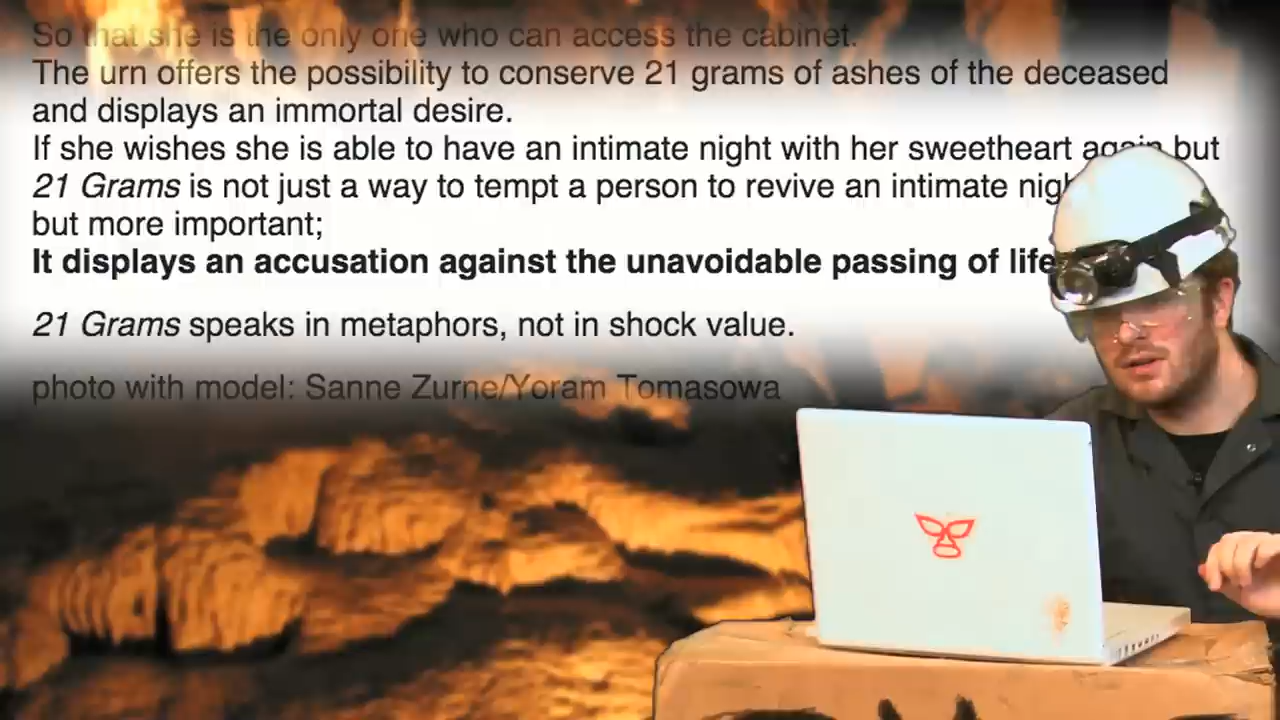 So that she is the only one who can access the cabinet.
The urn offers the possibility to conserve 21 grams of ashes of the deceased
and displays an immortal desire.
If she wishes she is able to have an intimate night with her sweetheart again but
21 Grams is not just a way to tempt a person to revive an intimate
but more important;
It displays an accusation against the unavoidable passing of life
21 Grams speaks in metaphors, not in shock value.
photo with model: Sanne Zurne/Yoram Tomasowa